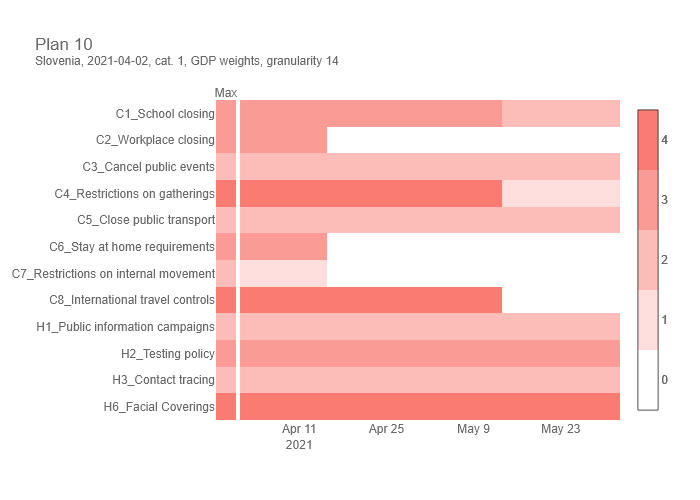 Plan 10
Slovenia, 2021-04-02, cat. 1, GDP weights, granularity 14
Max
C1_School closing
C2_Workplace closing
C3_Cancel public events
C4_Restrictions on gatherings
C5_Close public transport
C6_Stay at home requirements
C7_Restrictions on internal movement
C8_International travel controls
H1_Public information campaigns
H2_Testing policy
H3_Contact tracing
H6_Facial Coverings
4
3
2
1
0
Apr 11
2021
Apr 25
May 9
May 23